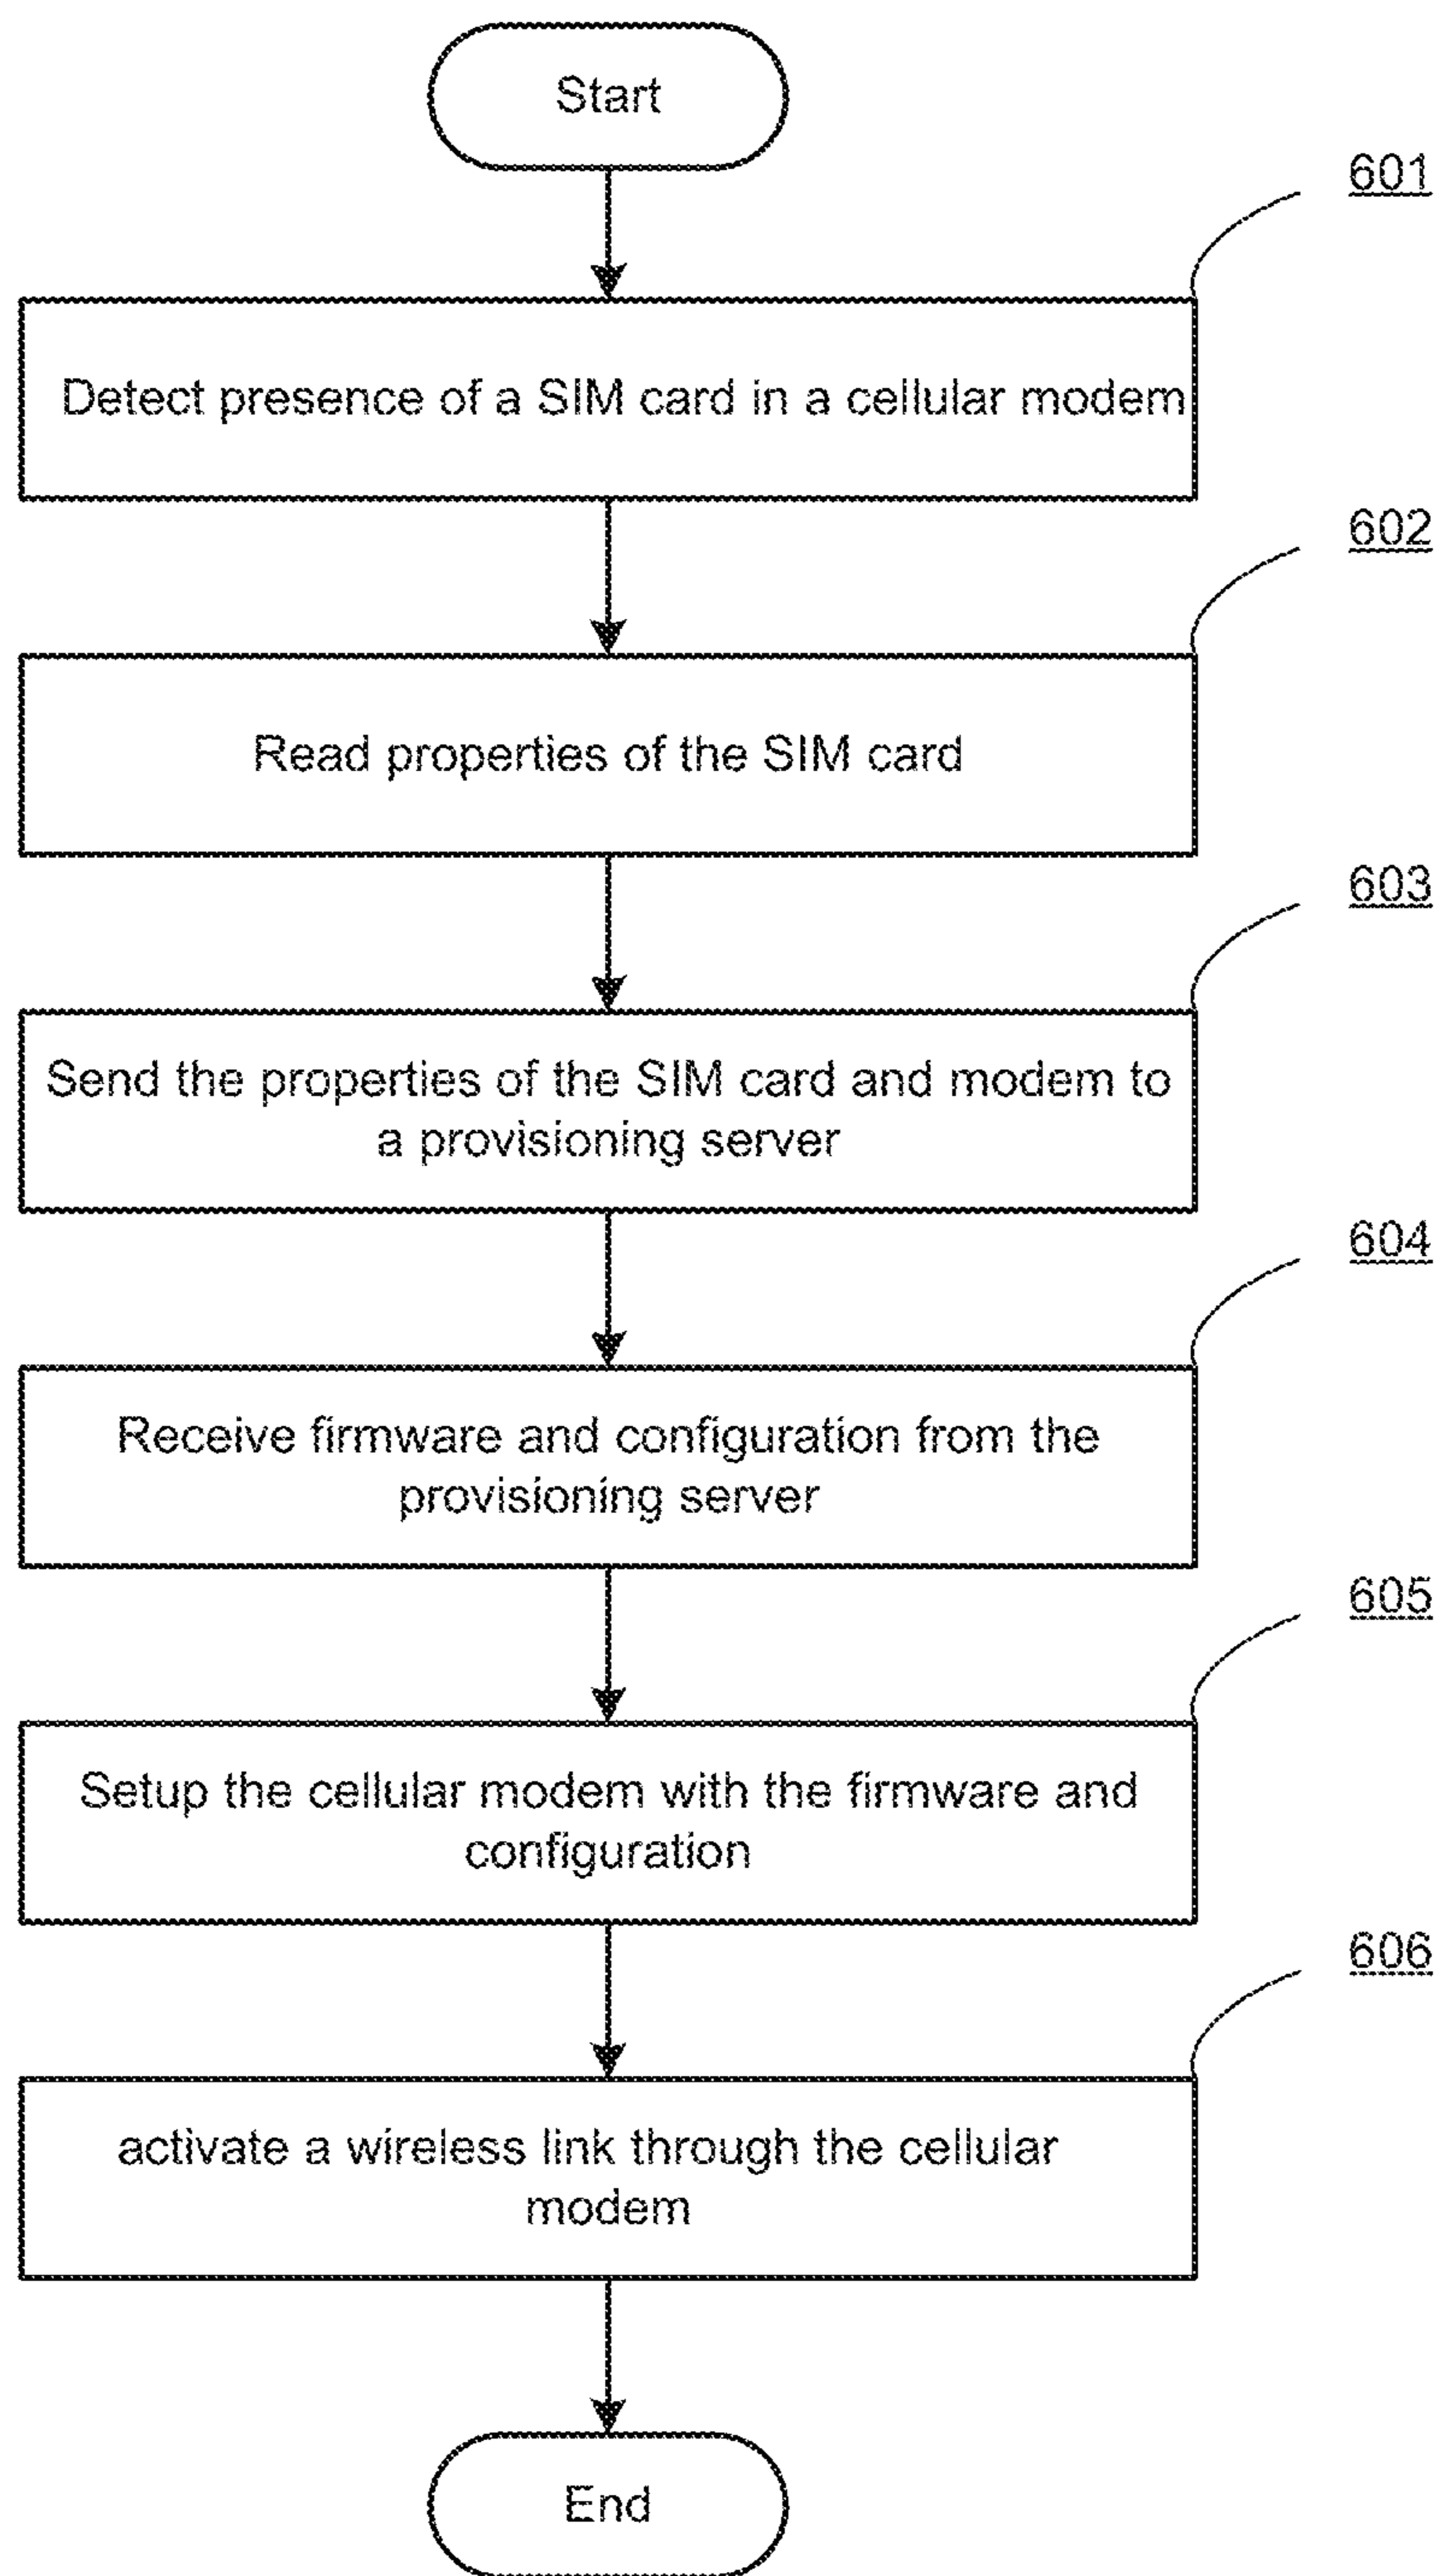 Start
601
Detect presence of a SIM card in a cellular modem
602
Read properties of the SIM card
603
Send the properties of the SIM card and modem to
a provisioning server
604
Receive firmware and configuration from the
provisioning server
605
Setup the cellular modem with the firmware and
configuration
606
activate a wireless link through the cellular
modem
End